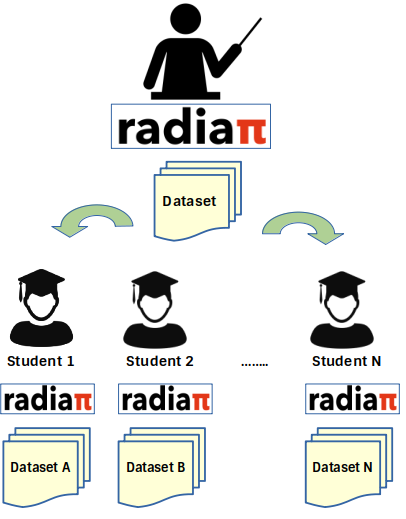 radiaπ
Dataset
Student 1 Student 2 ........ Student N
radiaπ radiaπ radiaπ
Dataset A Dataset B Dataset N